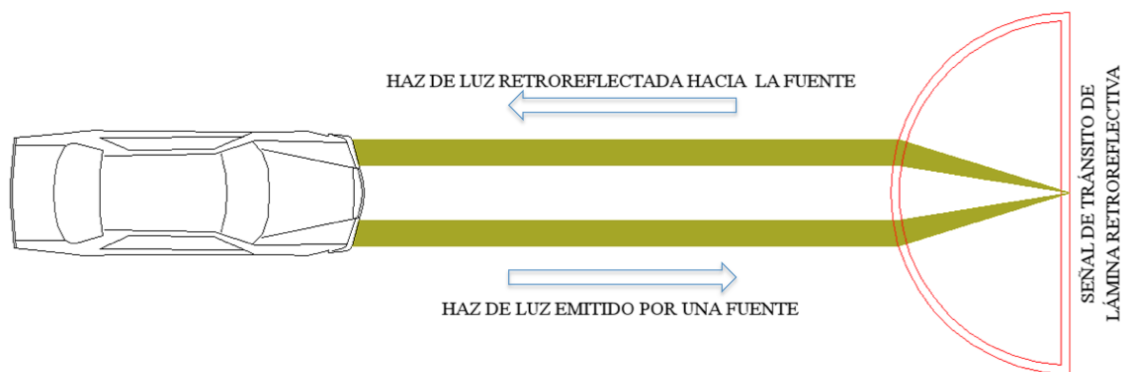 HAZ DE LUZ RETROREFLECTADA HACIA LA FUENTE
HAZ DE LUZ EMITIDO POR UNA FUENTE
SEÑAL DE TRÁNSITO DE
LÁMINA RETROREFLECTIVA